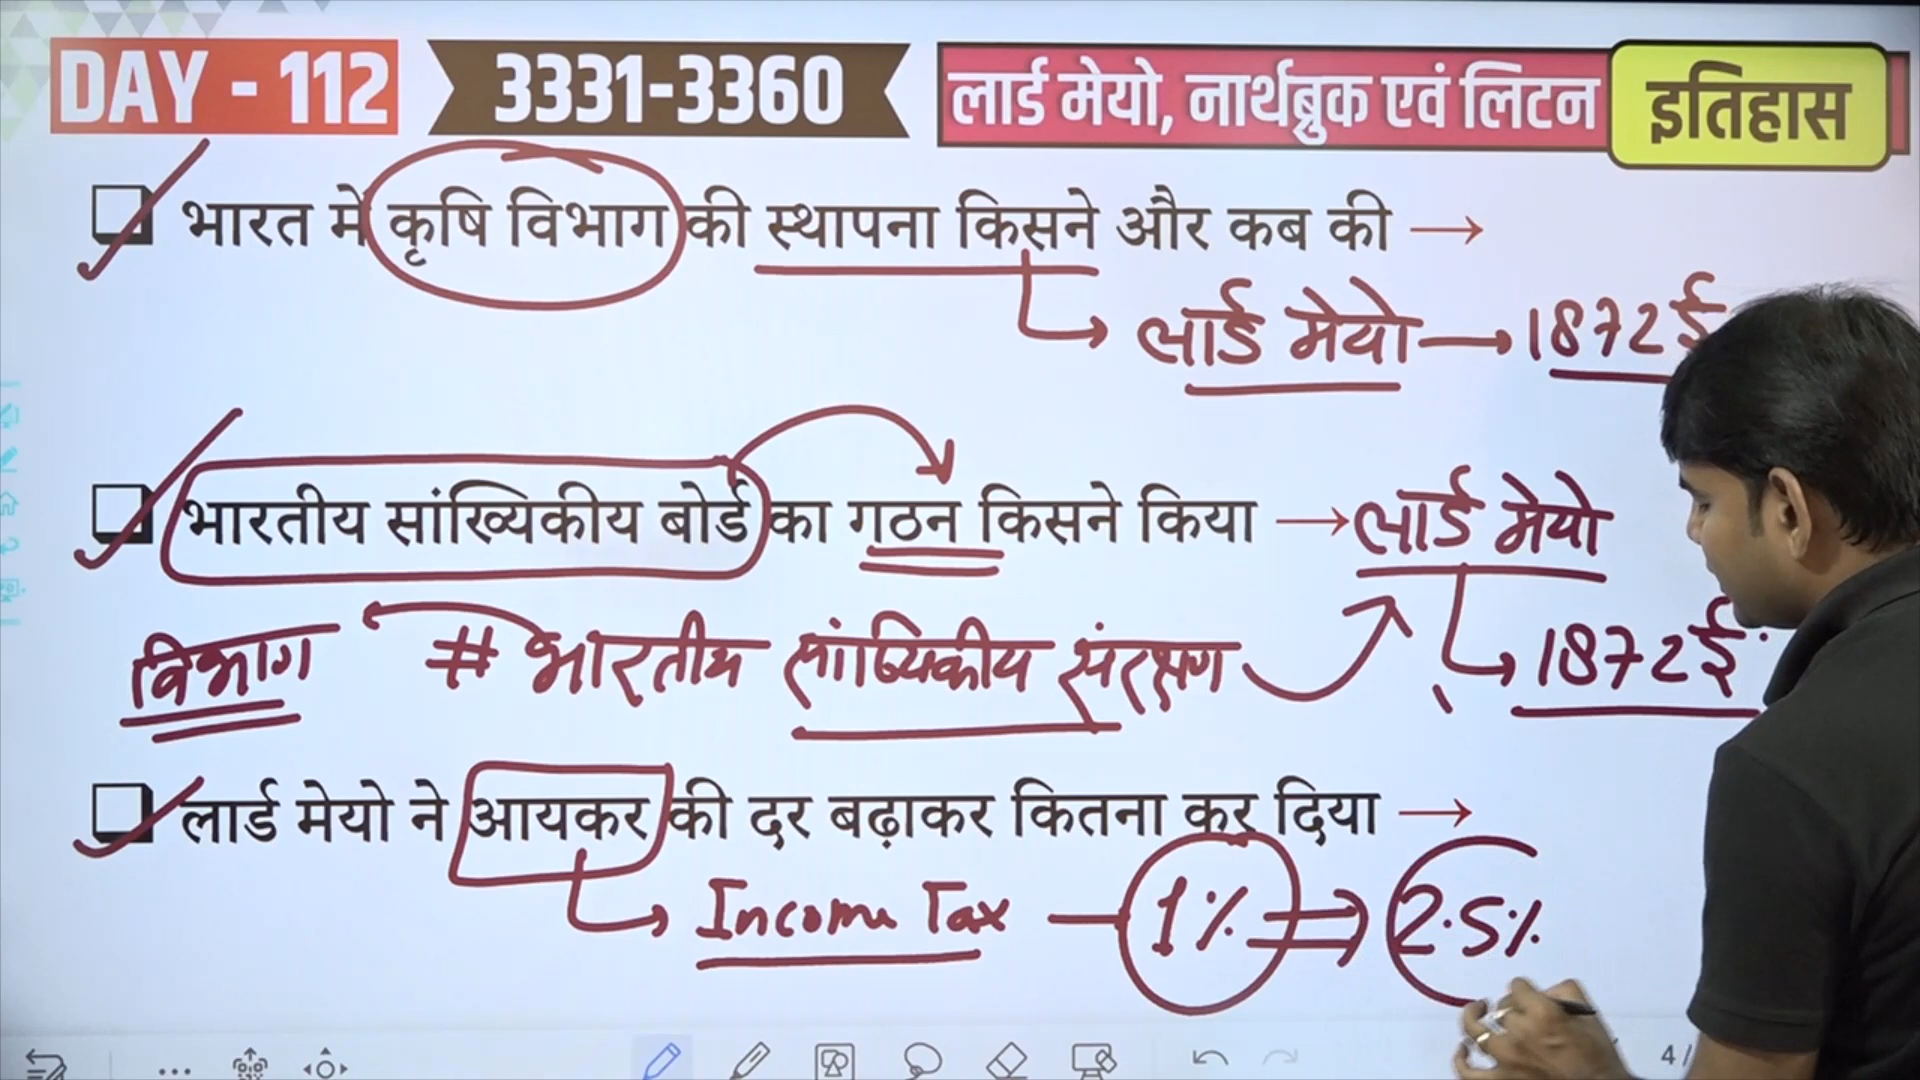 DAY - 112 3331-3360 लार्ड मेयो, नार्थब्रुक एवं लिटन इतिहास
भारत में कृषि विभाग की स्थापना किसने और कब की →
लार्ड मेयो → 1872 ई
भारतीय सांख्यिकीय बोर्ड का गठन किसने किया → लार्ड मेयो
विभाग # भारतीय सांख्यिकीय संरक्षण 1872 ई.
लार्ड मेयो ने आयकर की दर बढ़ाकर कितना कर दिया →
Income Tax — 1% ⇒ 2.5%
4/